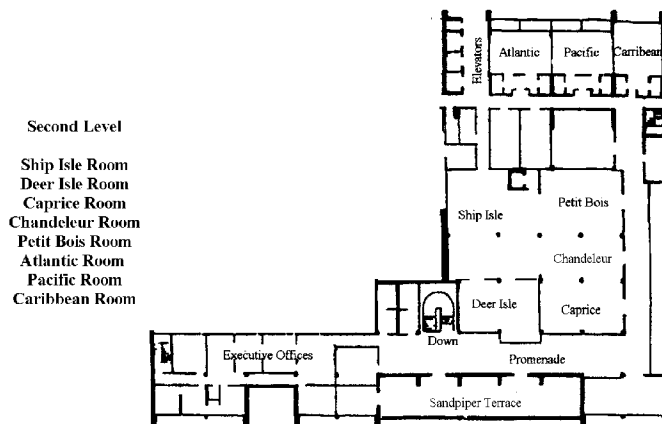 Second Level
Ship Isle Room
Deer Isle Room
Caprice Room
Chandeleur Room
Petit Bois Room
Atlantic Room
Pacific Room
Caribbean Room
Elevators
Atlantic
Pacific
Carribean
Ship Isle
Petit Bois
Chandeleur
Deer Isle
Caprice
Down
Executive Offices
Promenade
Sandpiper Terrace